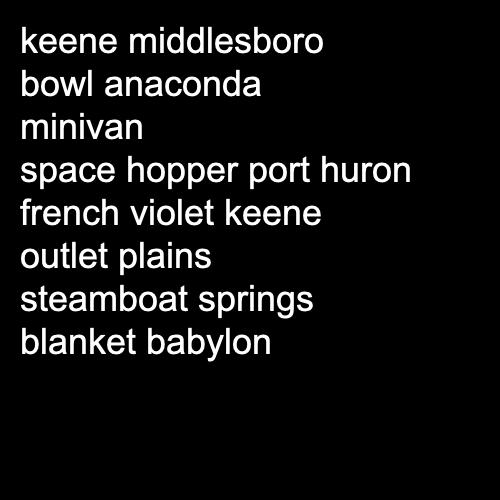 keene middlesboro
bowl anaconda
minivan
space hopper port huron
french violet keene
outlet plains
steamboat springs
blanket babylon